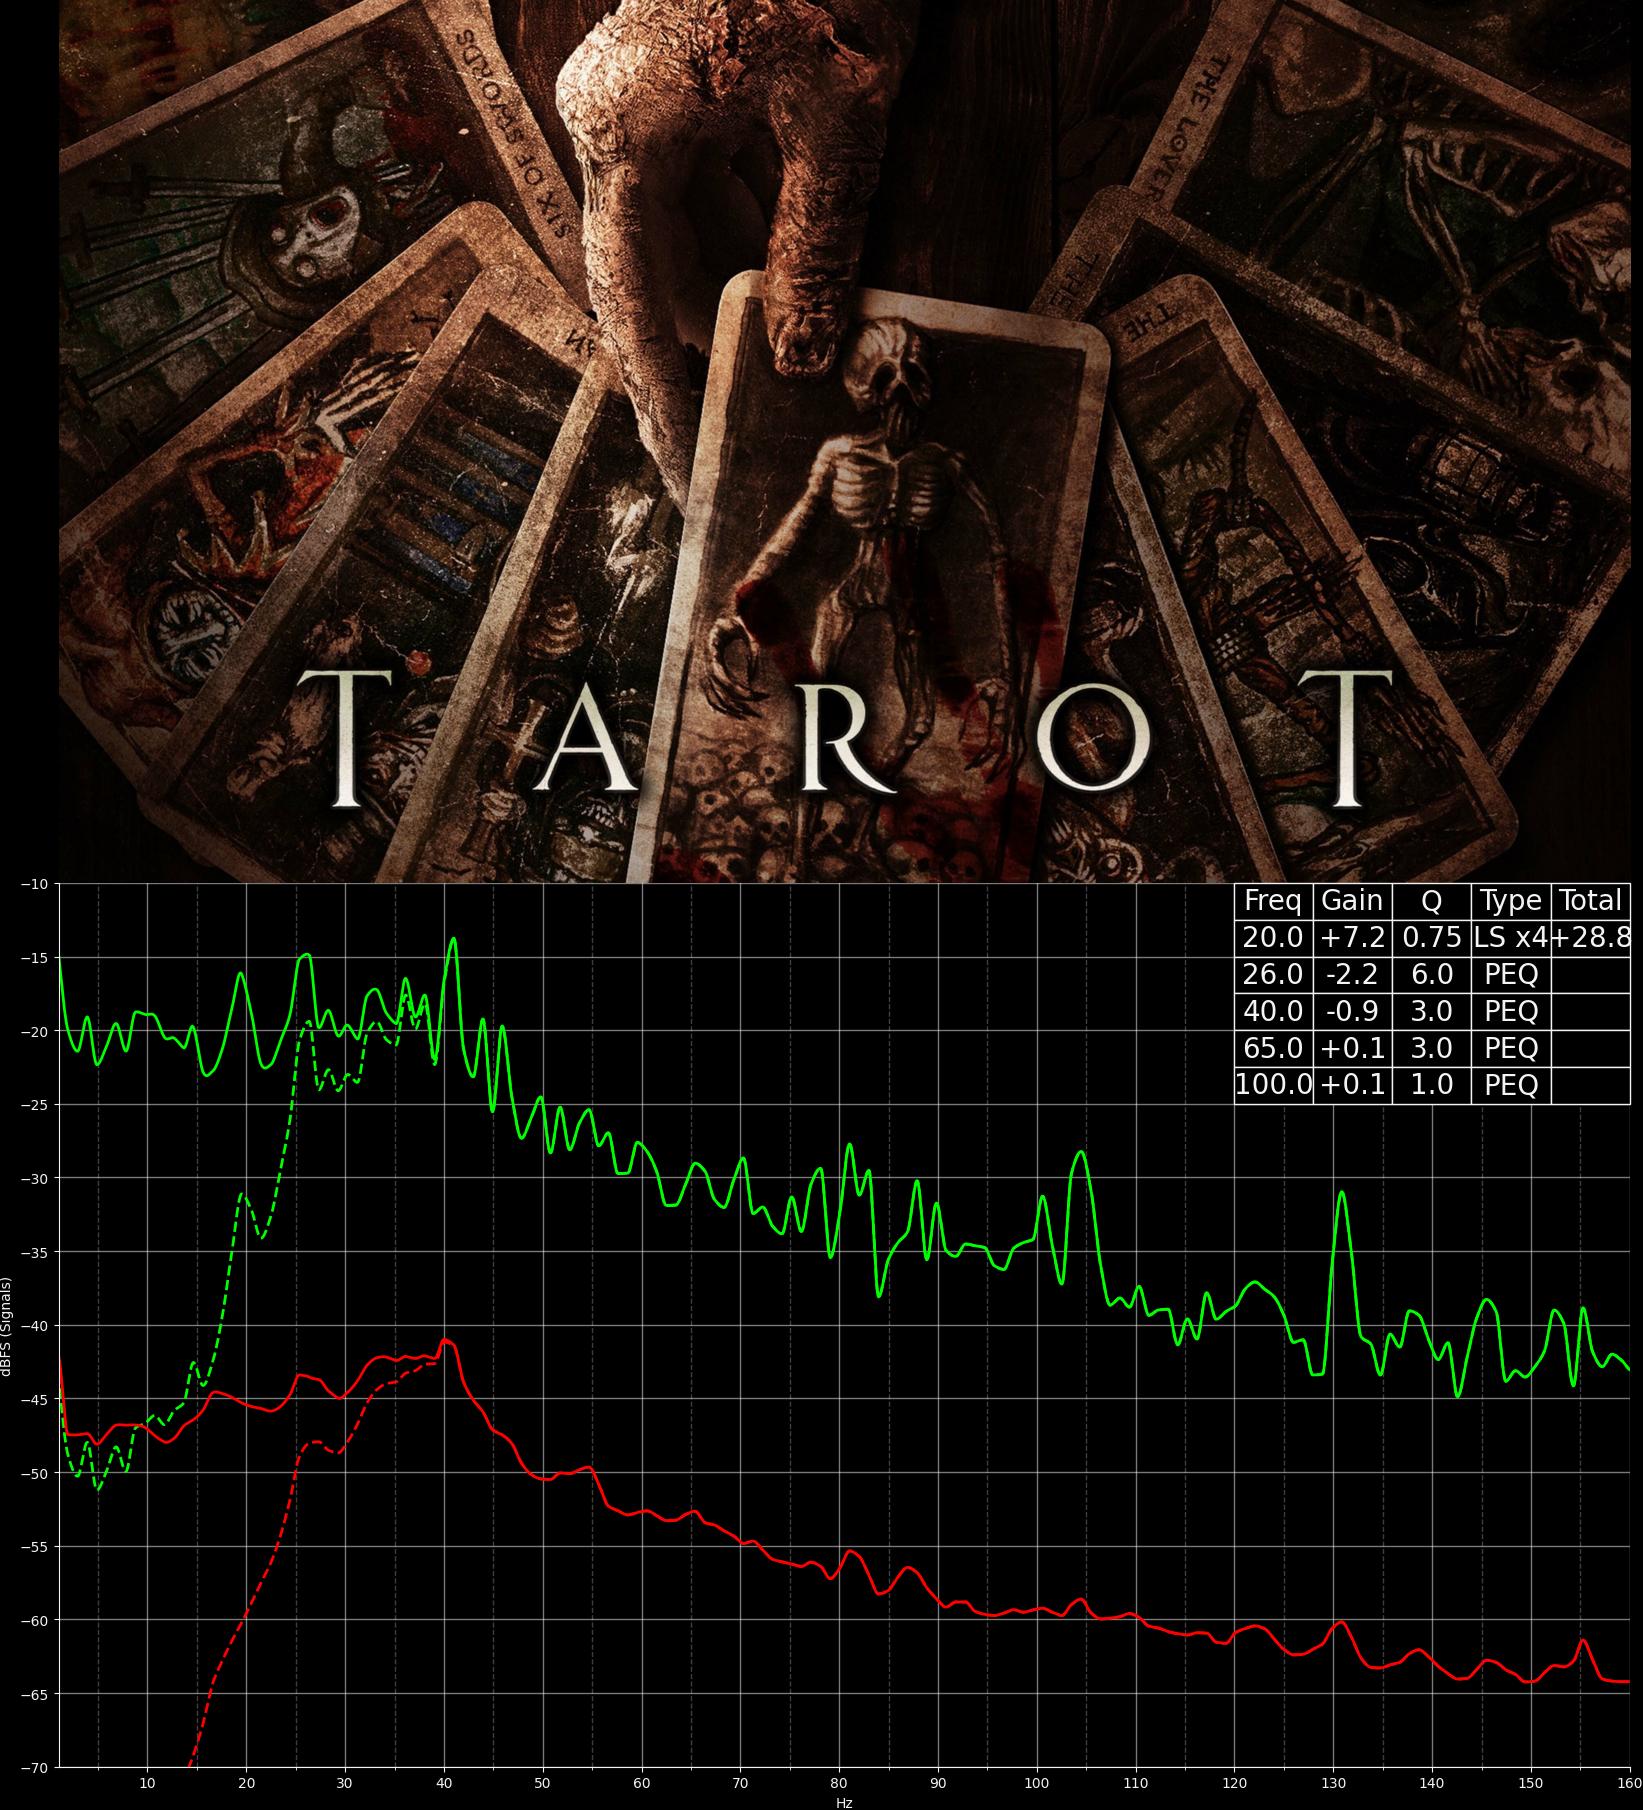 SIX OF SWORDS
THE LOVER
THE
THE
TAROT
Freq Gain Q Type Total
20.0 +7.2 0.75 LS x4 +28.8
26.0 -2.2 6.0 PEQ
40.0 -0.9 3.0 PEQ
65.0 +0.1 3.0 PEQ
100.0 +0.1 1.0 PEQ
dBFS (Signals)
−10
−15
−20
−25
−30
−35
−40
−45
−50
−55
−60
−65
−70
10 20 30 40 50 60 70 80 90 100 110 120 130 140 150 160
Hz